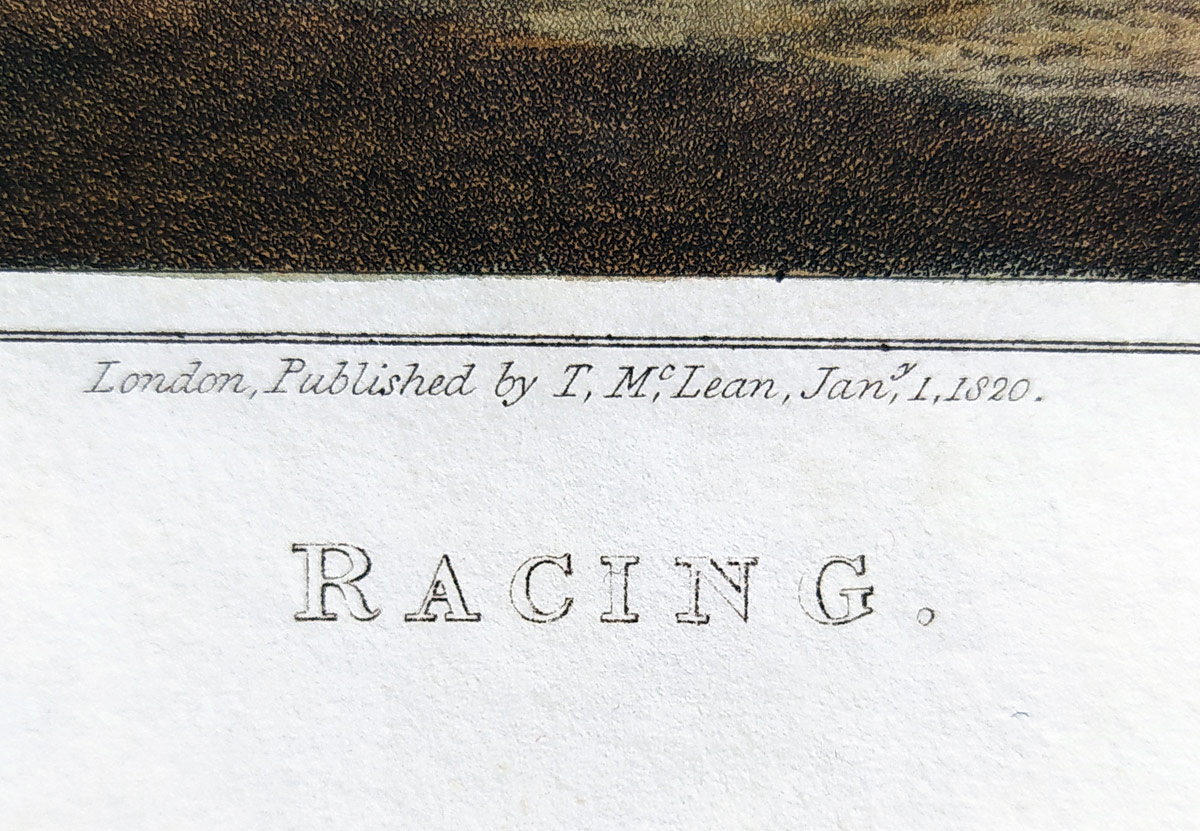 London, Published by T, Mᶜ, Lean, Janʸ, 1, 1820.
RACING.